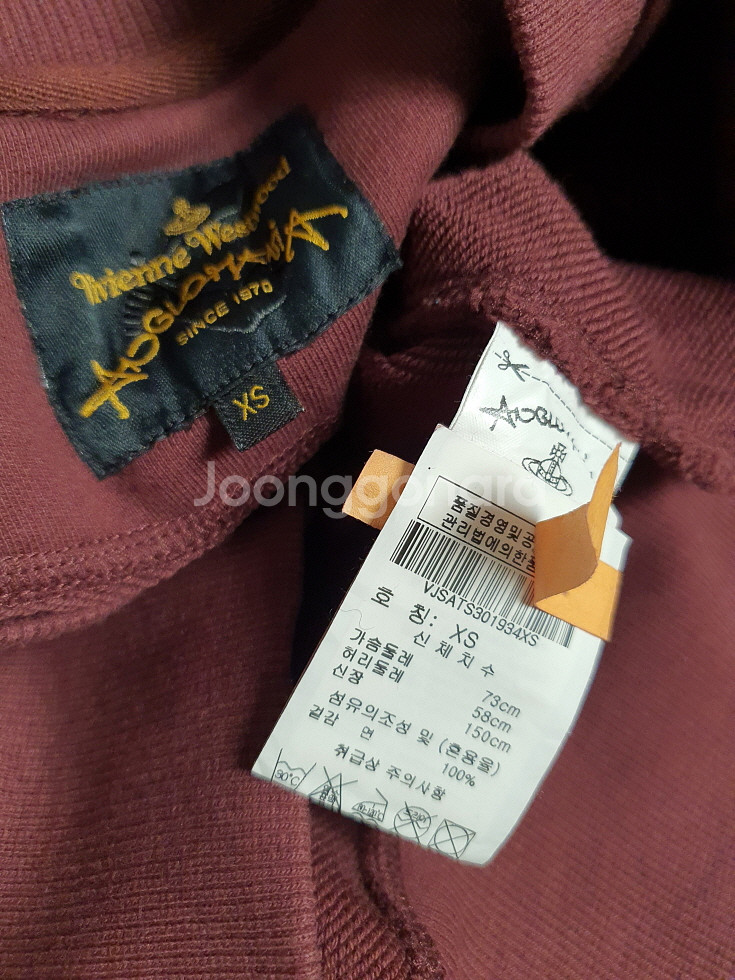 Vivienne Westwood
ANGLOMANIA
SINCE 1970
XS
Joonggonara
품질경영및공
관리법에의한
VJSATS301934XS
호 칭: XS
신 체 치 수
가슴둘레 73cm
허리둘레 58cm
신장 150cm
섬유의조성 및 (혼용율)
겉감 면 100%
취급상 주의사항
90°C